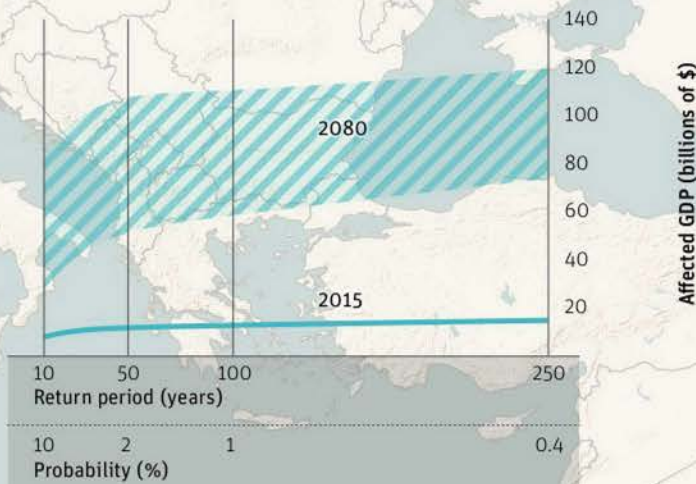 140
120
100
80
60
40
20
Affected GDP (billions of $)
2080
2015
10 50 100 250
Return period (years)
10 2 1 0.4
Probability (%)